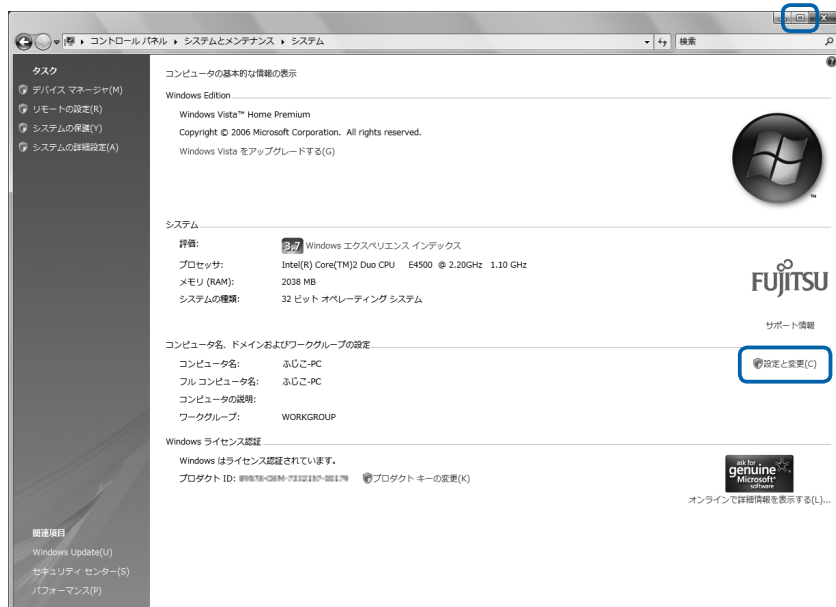 コントロール パネル ▸ システムとメンテナンス ▸ システム
検索
タスク
デバイス マネージャ(M)
リモートの設定(R)
システムの保護(Y)
システムの詳細設定(A)
コンピュータの基本的な情報の表示
Windows Edition
Windows Vista™ Home Premium
Copyright © 2006 Microsoft Corporation. All rights reserved.
Windows Vista をアップグレードする(G)
TM
システム
評価: 3.7 Windows エクスペリエンス インデックス
プロセッサ: Intel(R) Core(TM)2 Duo CPU E4500 @ 2.20GHz 1.10 GHz
メモリ (RAM): 2038 MB
システムの種類: 32 ビット オペレーティング システム
FUJITSU
サポート情報
コンピュータ名、ドメインおよびワークグループの設定
コンピュータ名: ふじこ-PC
設定と変更(C)
フル コンピュータ名: ふじこ-PC
コンピュータの説明:
ワークグループ: WORKGROUP
Windows ライセンス認証
Windows はライセンス認証されています。
プロダクト ID: プロダクト キーの変更(K)
ask for
genuine
Microsoft
software
オンラインで詳細情報を表示する(L)...
関連項目
Windows Update(U)
セキュリティ センター(S)
パフォーマンス(P)